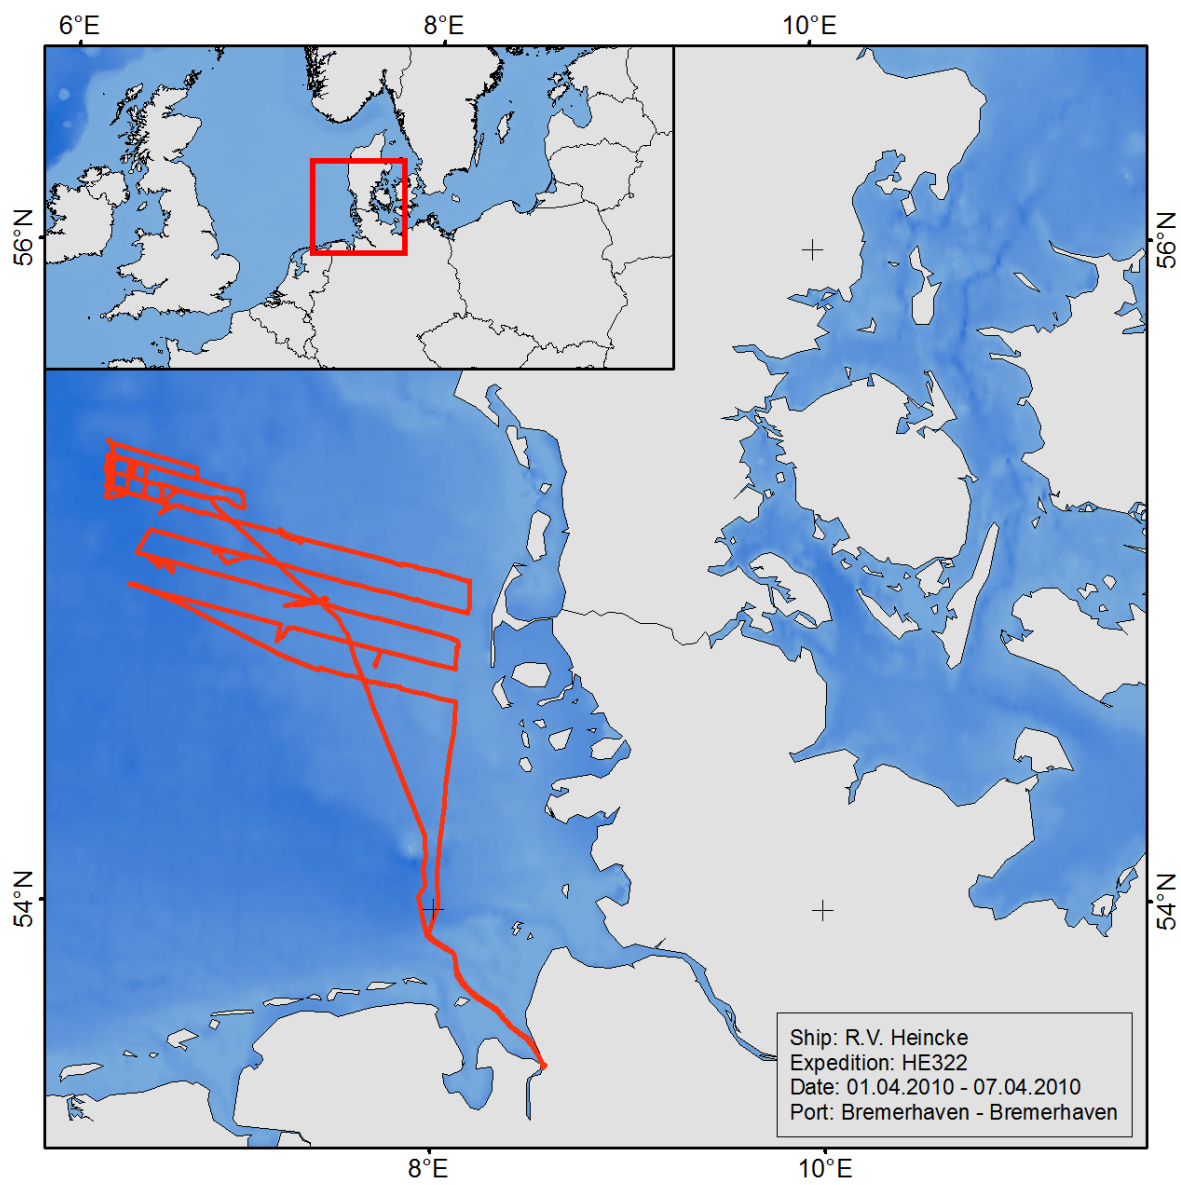 6°E
8°E
10°E
56°N
56°N
54°N
54°N
Ship: R.V. Heincke
Expedition: HE322
Date: 01.04.2010 - 07.04.2010
Port: Bremerhaven - Bremerhaven
8°E
10°E